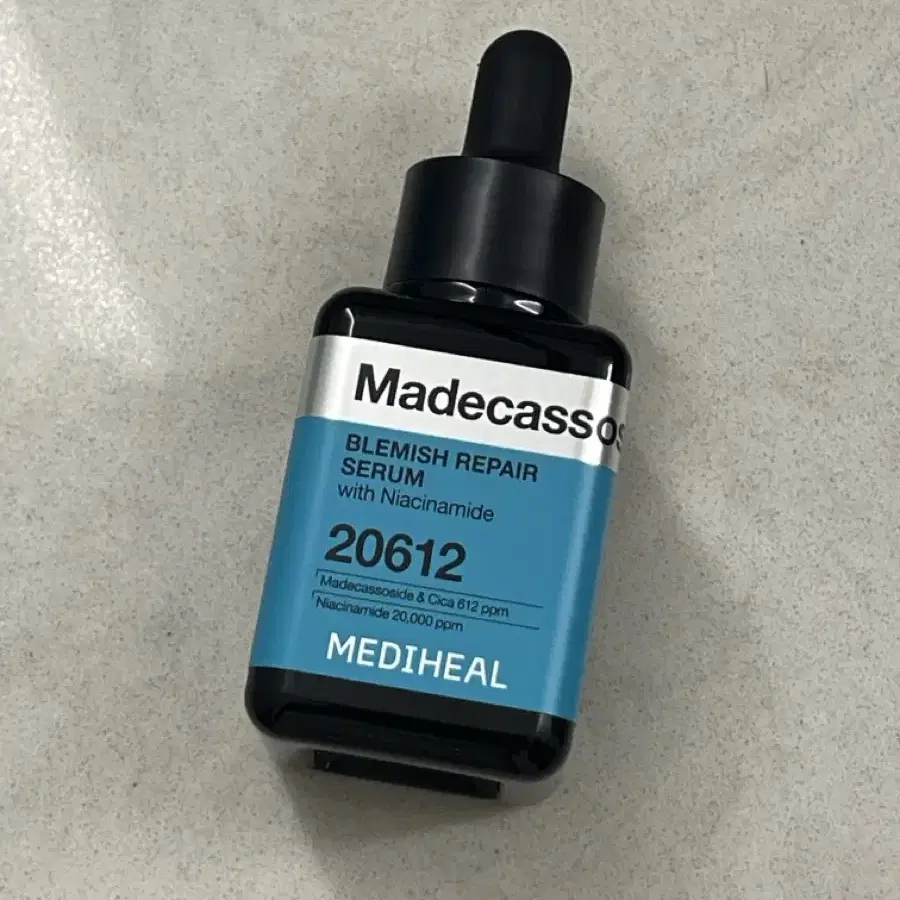 Madecassos
BLEMISH REPAIR
SERUM
with Niacinamide
20612
Madecassoside & Cica 612 ppm
Niacinamide 20,000 ppm
MEDIHEAL